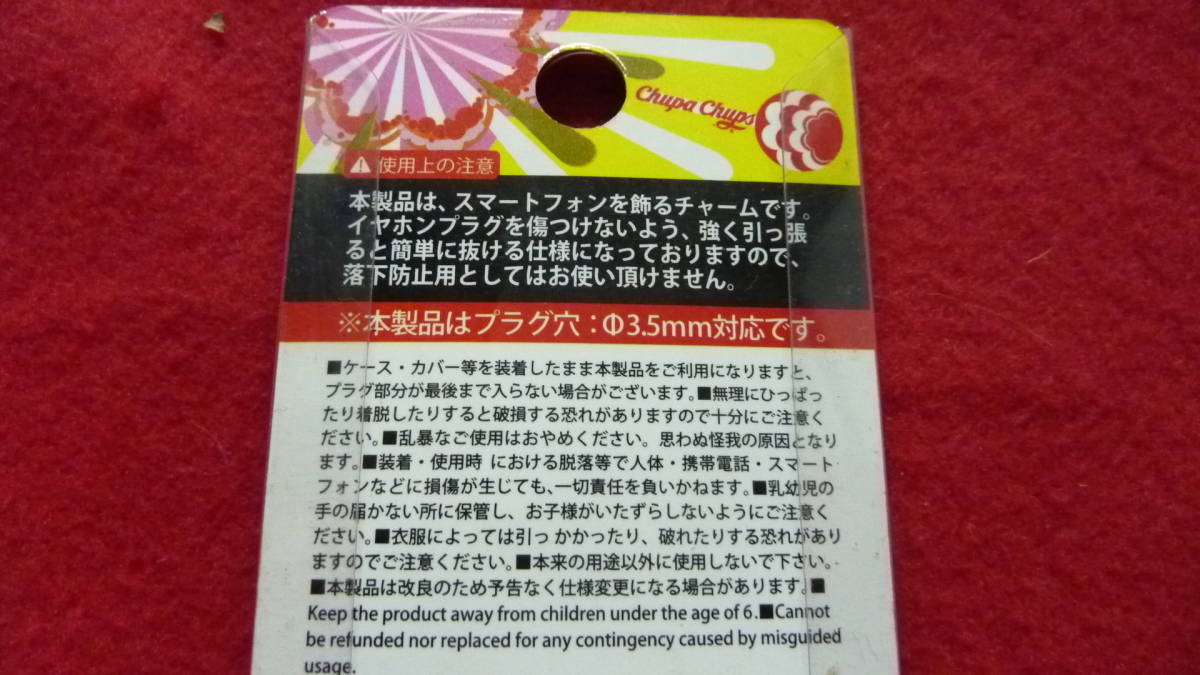 Chupa Chups
使用上の注意
本製品は、スマートフォンを飾るチャームです。
イヤホンプラグを傷つけないよう、強く引っ張
ると簡単に抜ける仕様になっておりますので、
落下防止用としてはお使い頂けません。
※本製品はプラグ穴：Φ3.5mm対応です。
■ケース・カバー等を装着したまま本製品をご利用になりますと、
プラグ部分が最後まで入らない場合がございます。■無理にひっぱっ
たり着脱したりすると破損する恐れがありますので十分にご注意く
ださい。■乱暴なご使用はおやめください。思わぬ怪我の原因となり
ます。■装着・使用時 における脱落等で人体・携帯電話・スマート
フォンなどに損傷が生じても、一切責任を負いかねます。■乳幼児の
手の届かない所に保管し、お子様がいたずらしないようにご注意く
ださい。■衣服によっては引っかかったり、破れたりする恐れがあり
ますのでご注意ください。■本来の用途以外に使用しないで下さい。
■本製品は改良のため予告なく仕様変更になる場合があります。■
Keep the product away from children under the age of 6.■Cannot
be refunded nor replaced for any contingency caused by misguided
usage.